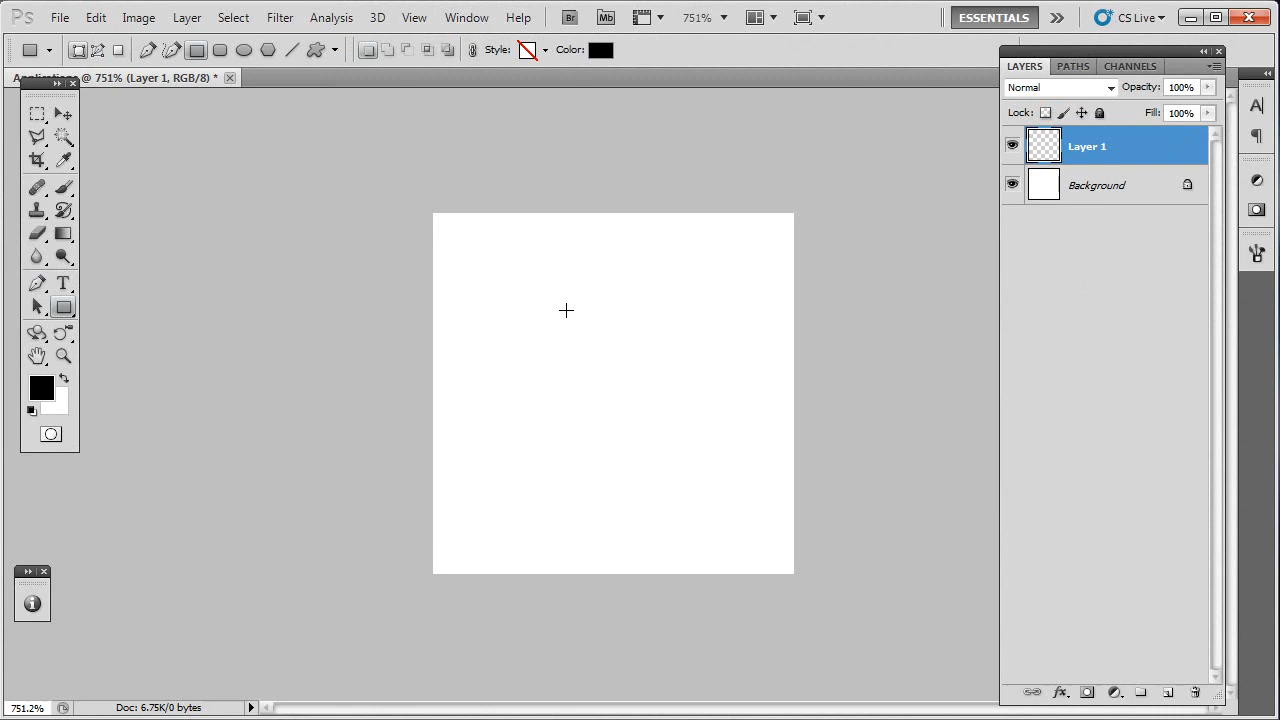 Ps File Edit Image Layer Select Filter Analysis 3D View Window Help Br Mb 751% ESSENTIALS CS Live
Style: Color:
@ 751% (Layer 1, RGB/8) *
LAYERS PATHS CHANNELS
Normal Opacity: 100%
Lock: Fill: 100%
Layer 1
Background
T
A
fx
751.2% Doc: 6.75K/0 bytes